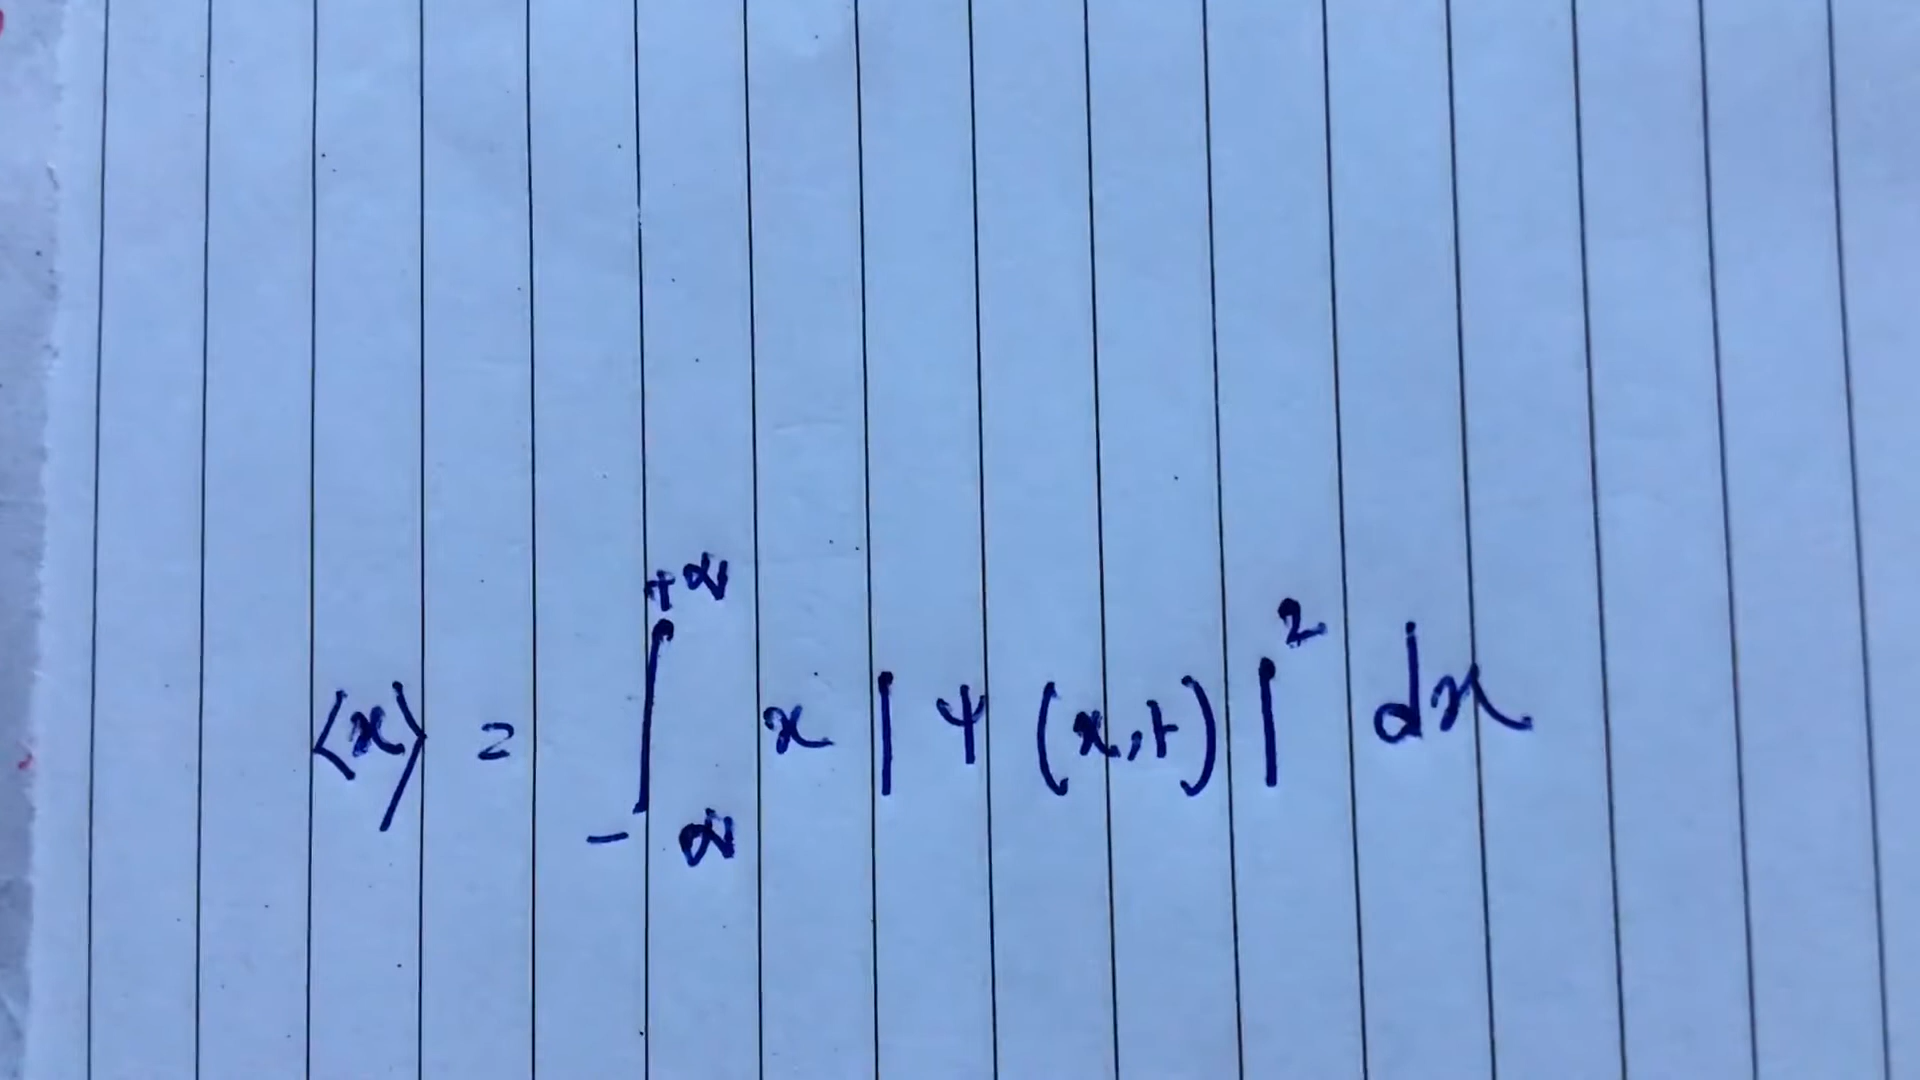 ⟨x⟩ = ∫_{-∞}^{+∞} x |ψ(x,t)|² dx